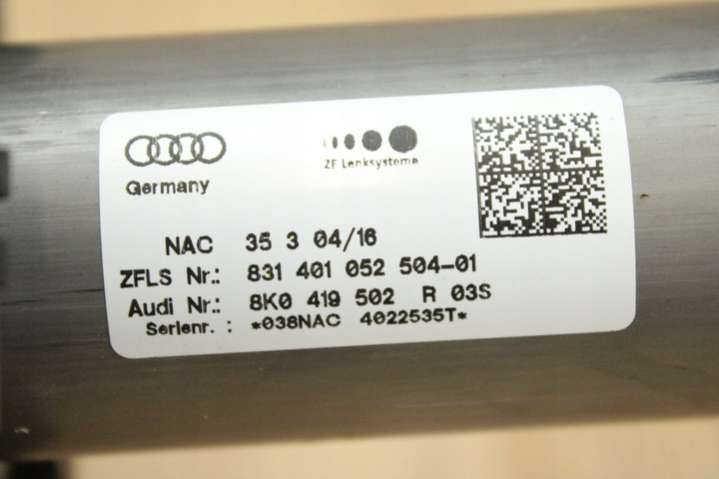 Germany
ZF Lenksysteme
NAC 35 3 04/16
ZFLS Nr.: 831 401 052 504-01
Audi Nr.: 8K0 419 502 R 03S
Serienr. : *038NAC 4022535T*